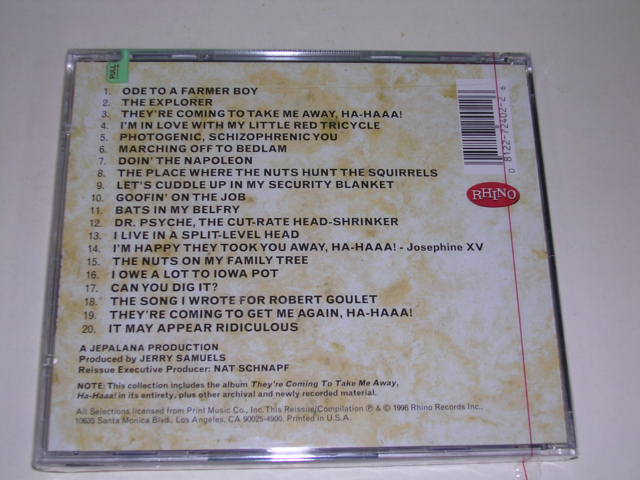 PULL
1. ODE TO A FARMER BOY
2. THE EXPLORER
3. THEY'RE COMING TO TAKE ME AWAY, HA-HAAA!
4. I'M IN LOVE WITH MY LITTLE RED TRICYCLE
5. PHOTOGENIC, SCHIZOPHRENIC YOU
6. MARCHING OFF TO BEDLAM
7. DOIN' THE NAPOLEON
8. THE PLACE WHERE THE NUTS HUNT THE SQUIRRELS
9. LET'S CUDDLE UP IN MY SECURITY BLANKET
10. GOOFIN' ON THE JOB
11. BATS IN MY BELFRY
12. DR. PSYCHE, THE CUT-RATE HEAD-SHRINKER
13. I LIVE IN A SPLIT-LEVEL HEAD
14. I'M HAPPY THEY TOOK YOU AWAY, HA-HAAA! - Josephine XV
15. THE NUTS ON MY FAMILY TREE
16. I OWE A LOT TO IOWA POT
17. CAN YOU DIG IT?
18. THE SONG I WROTE FOR ROBERT GOULET
19. THEY'RE COMING TO GET ME AGAIN, HA-HAAA!
20. IT MAY APPEAR RIDICULOUS
A JEPALANA PRODUCTION
Produced by JERRY SAMUELS
Reissue Executive Producer: NAT SCHNAPF
NOTE: This collection includes the album They're Coming To Take Me Away,
Ha-Haaa! in its entirety, plus other archival and newly recorded material.
All Selections licensed from Print Music Co., Inc. This Reissue/Compilation ℗ & © 1996 Rhino Records Inc.,
10635 Santa Monica Blvd., Los Angeles, CA 90025-4900. Printed in U.S.A.
0 8122-72402-2 6
RHINO